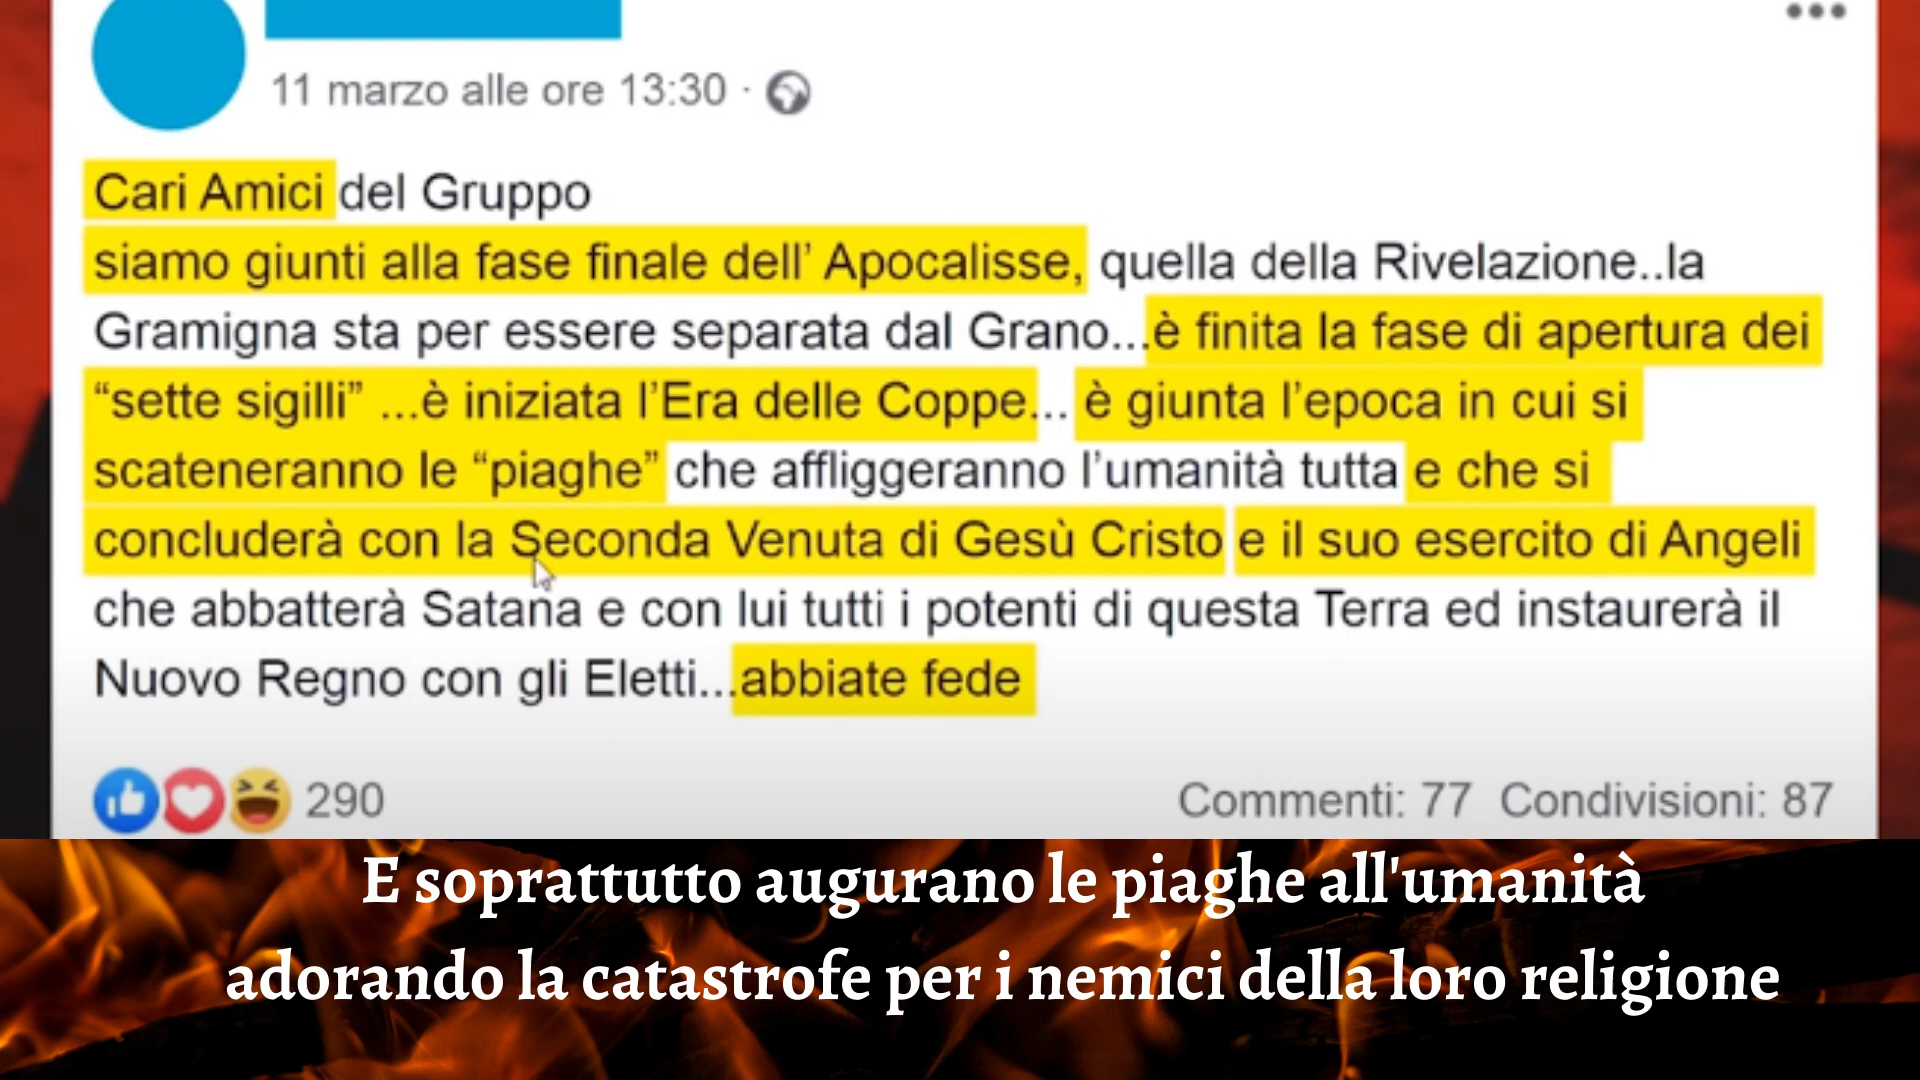 11 marzo alle ore 13:30 ·
Cari Amici del Gruppo
siamo giunti alla fase finale dell’ Apocalisse, quella della Rivelazione..la
Gramigna sta per essere separata dal Grano...è finita la fase di apertura dei
“sette sigilli” ...è iniziata l’Era delle Coppe... è giunta l’epoca in cui si
scateneranno le “piaghe” che affliggeranno l’umanità tutta e che si
concluderà con la Seconda Venuta di Gesù Cristo e il suo esercito di Angeli
che abbatterà Satana e con lui tutti i potenti di questa Terra ed instaurerà il
Nuovo Regno con gli Eletti...abbiate fede
290 Commenti: 77 Condivisioni: 87
E soprattutto augurano le piaghe all'umanità
adorando la catastrofe per i nemici della loro religione